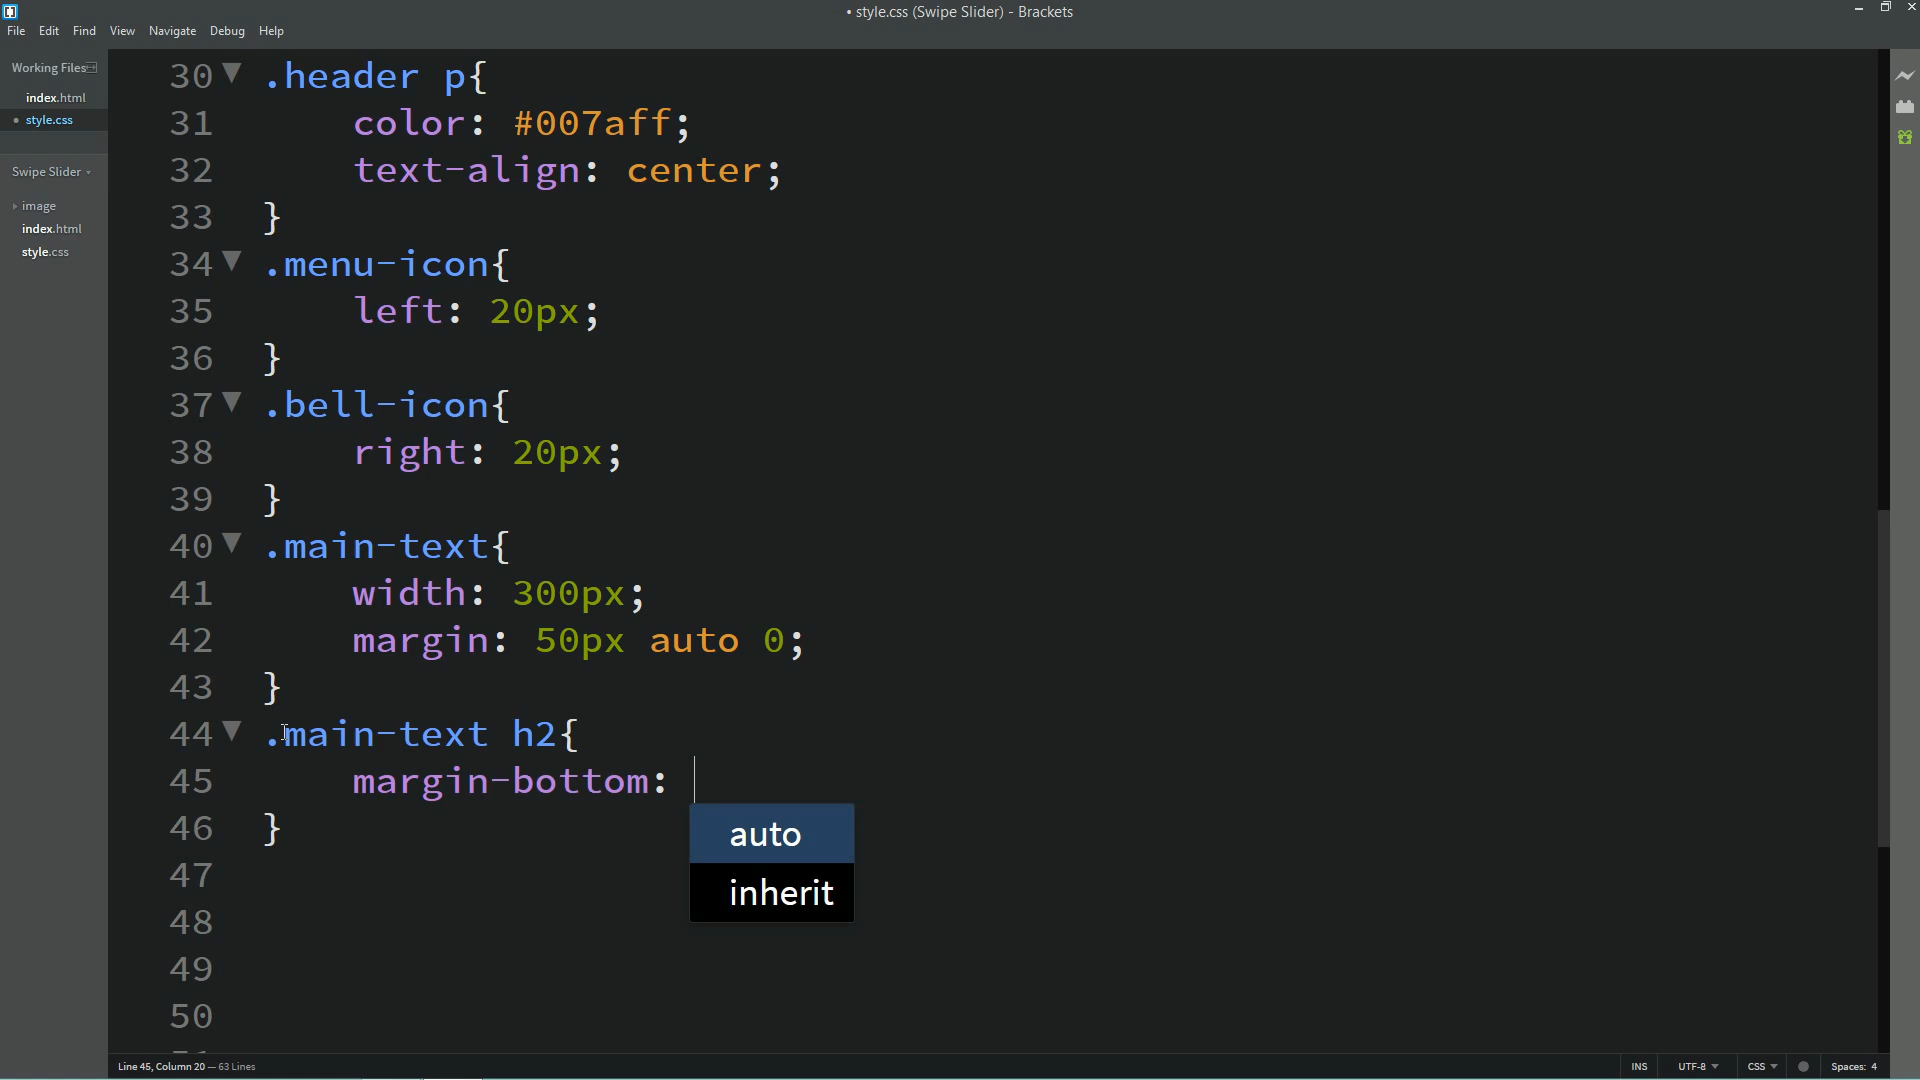 • style.css (Swipe Slider) - Brackets
File Edit Find View Navigate Debug Help
Working Files
index.html
• style.css
Swipe Slider
image
index.html
style.css
30 .header p{
31 color: #007aff;
32 text-align: center;
33 }
34 .menu-icon{
35 left: 20px;
36 }
37 .bell-icon{
38 right: 20px;
39 }
40 .main-text{
41 width: 300px;
42 margin: 50px auto 0;
43 }
44 .main-text h2{
45 margin-bottom:
auto
46 }
inherit
47
48
49
50
Line 45, Column 20 — 63 Lines
INS UTF-8 CSS Spaces: 4